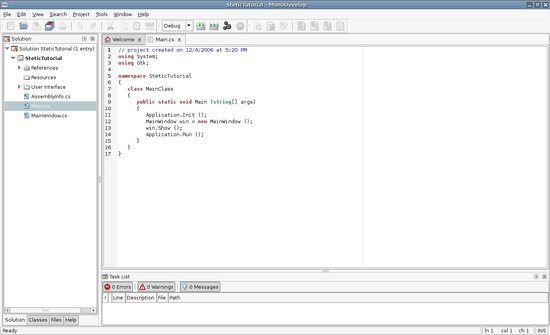 SteticTutorial - MonoDevelop
File Edit View Search Project Tools Window Help
Debug
Solution
Welcome Main.cs
Solution SteticTutorial (1 entry)
SteticTutorial
References
Resources
User Interface
AssemblyInfo.cs
Main.cs
MainWindow.cs
1 // project created on 12/4/2006 at 5:20 PM
2 using System;
3 using Gtk;
4
5 namespace SteticTutorial
6 {
7 class MainClass
8 {
9 public static void Main (string[] args)
10 {
11 Application.Init ();
12 MainWindow win = new MainWindow ();
13 win.Show ();
14 Application.Run ();
15 }
16 }
17 }
Task List
0 Errors 0 Warnings 0 Messages
! Line Description File Path
Solution Classes Files Help
Ready ln 1 col 1 ch 1 INS